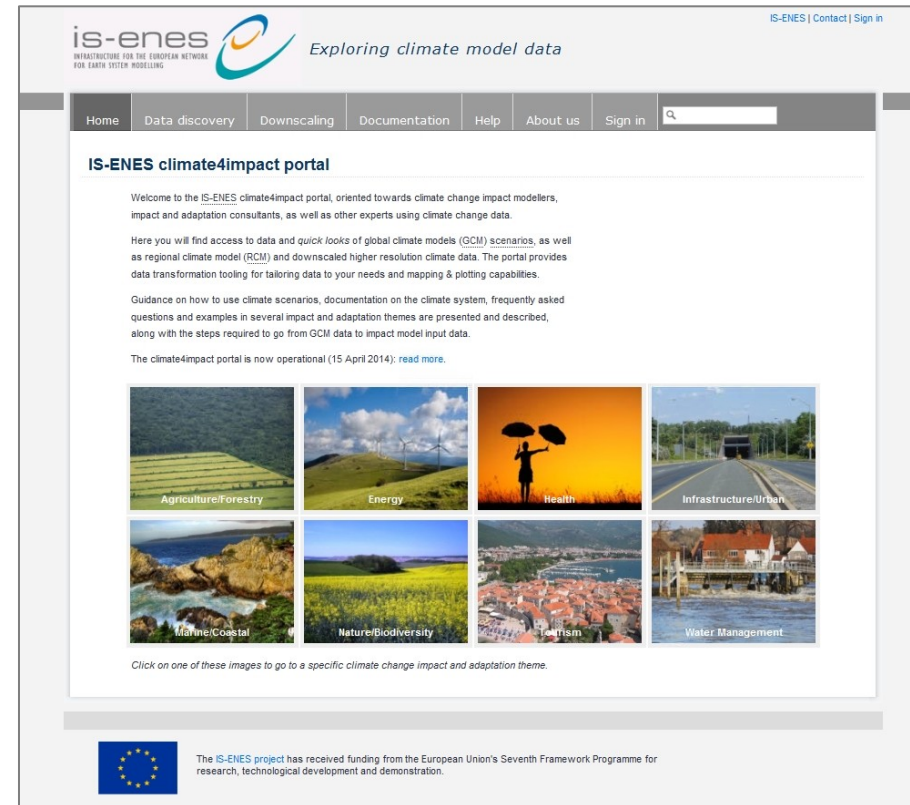 IS-ENES | Contact | Sign in
is-enes
INFRASTRUCTURE FOR THE EUROPEAN NETWORK
FOR EARTH SYSTEM MODELLING
Exploring climate model data
Home Data discovery Downscaling Documentation Help About us Sign in
IS-ENES climate4impact portal
Welcome to the IS-ENES climate4impact portal, oriented towards climate change impact modellers,
impact and adaptation consultants, as well as other experts using climate change data.
Here you will find access to data and quick looks of global climate models (GCM) scenarios, as well
as regional climate model (RCM) and downscaled higher resolution climate data. The portal provides
data transformation tooling for tailoring data to your needs and mapping & plotting capabilities.
Guidance on how to use climate scenarios, documentation on the climate system, frequently asked
questions and examples in several impact and adaptation themes are presented and described,
along with the steps required to go from GCM data to impact model input data.
The climate4impact portal is now operational (15 April 2014): read more.
Agriculture/Forestry
Energy
Health
Infrastructure/Urban
Marine/Coastal
Nature/Biodiversity
Tourism
Water Management
Click on one of these images to go to a specific climate change impact and adaptation theme.
The IS-ENES project has received funding from the European Union's Seventh Framework Programme for
research, technological development and demonstration.